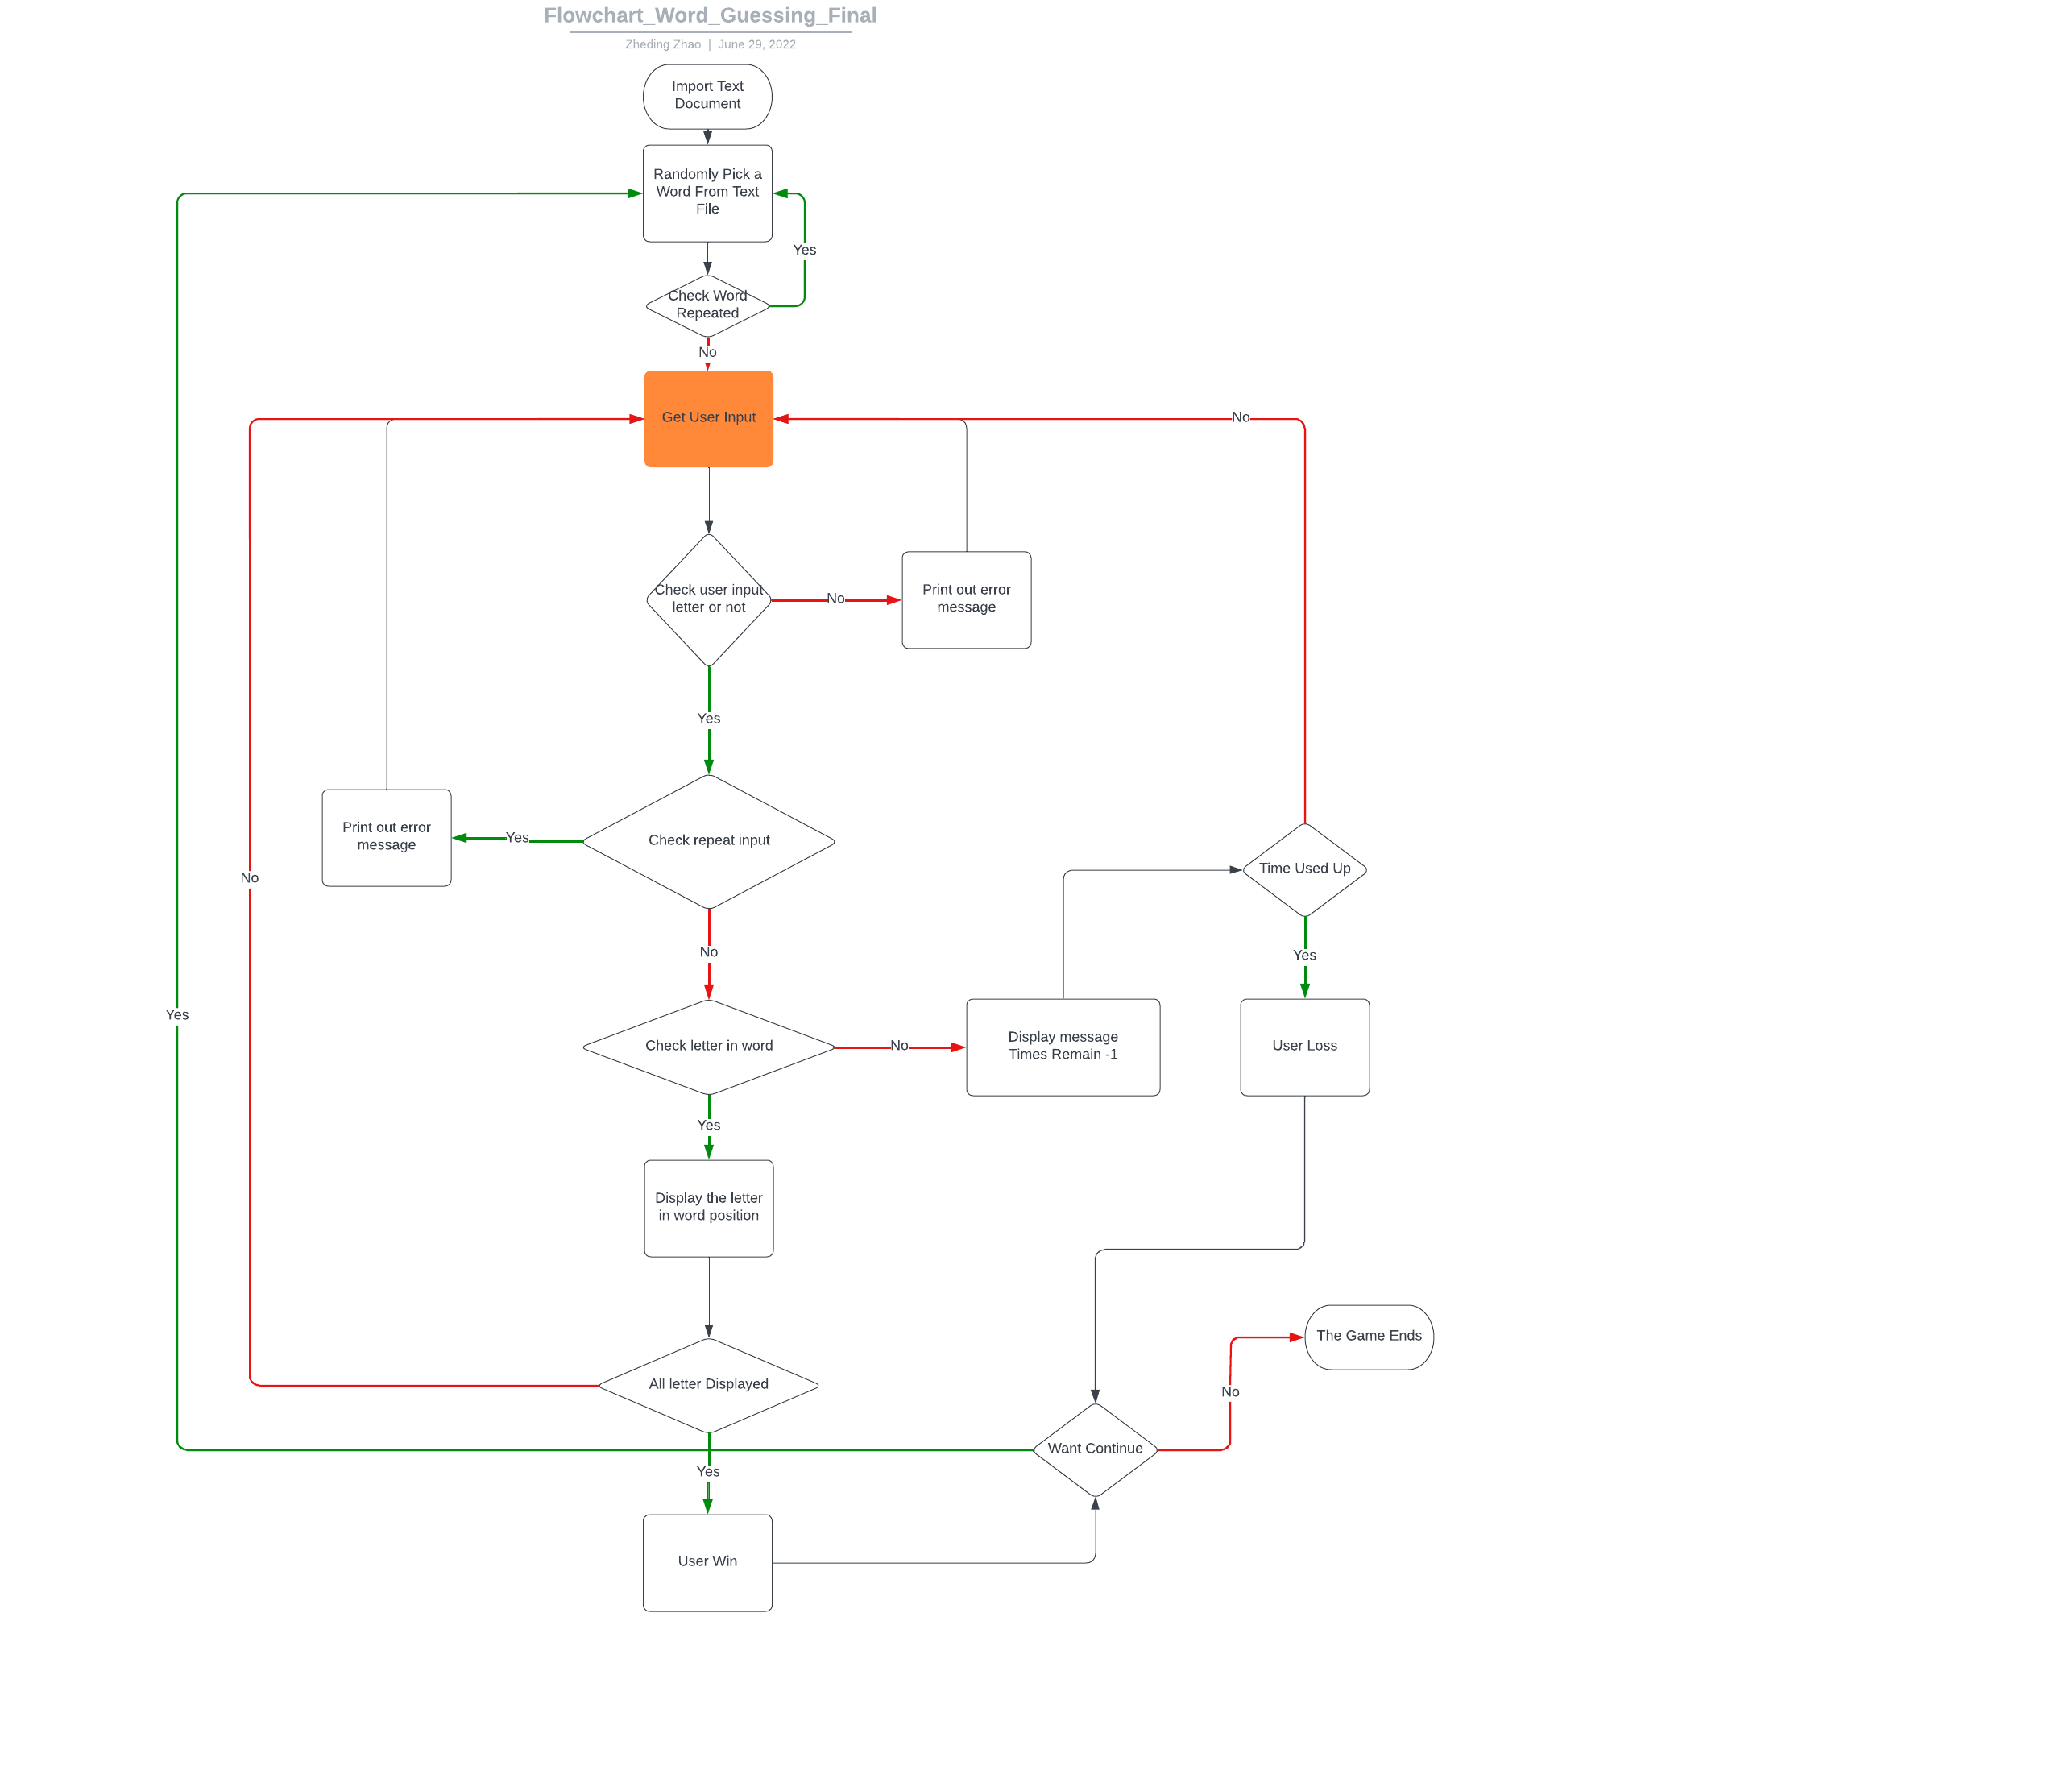 Flowchart_Word_Guessing_Final
Zheding Zhao | June 29, 2022
Import Text
Document
Randomly Pick a
Word From Text
File
Yes
Check Word
Repeated
No
Get User Input
No
Check user input
letter or not
No
Print out error
message
Yes
Print out error
message
Yes
Check repeat input
Time Used Up
No
No
Yes
Yes
Check letter in word
No
Display message
Times Remain -1
User Loss
Yes
Display the letter
in word position
The Game Ends
All letter Displayed
No
Want Continue
Yes
User Win